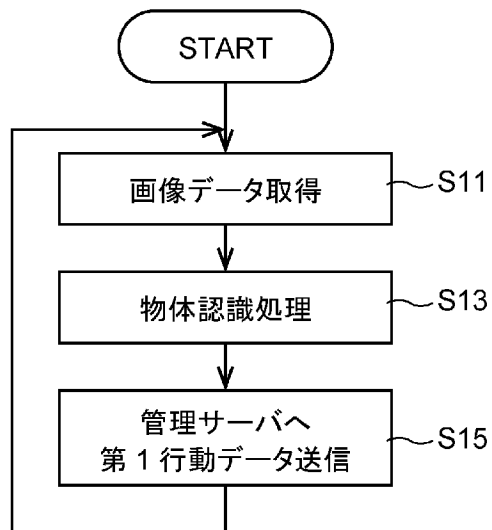 START
画像データ取得
S11
物体認識処理
S13
管理サーバへ
第1行動データ送信
S15